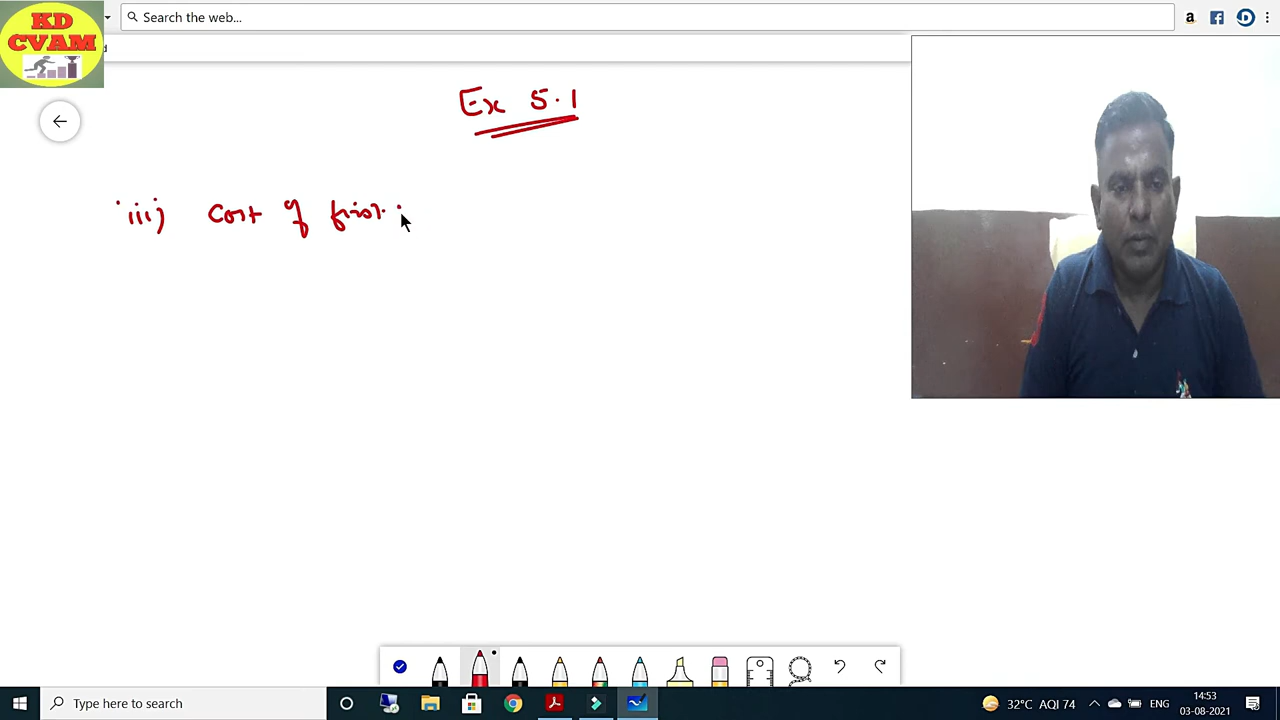 KD
CVAM
Search the web...
d
Ex 5.1
iii) Cost of
Type here to search
32°C AQI 74
ENG
14:53
03-08-2021